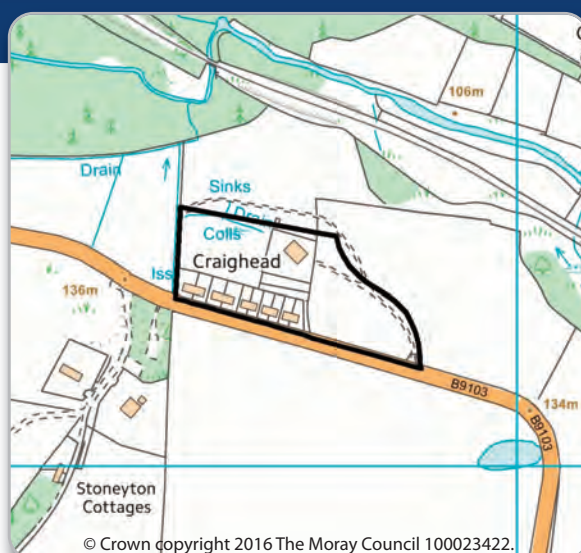 106m
Drain
Sinks
Drain
Colls
Craighead
Iss
136m
B9103
134m
B9103
Stoneyton
Cottages
© Crown copyright 2016 The Moray Council 100023422.